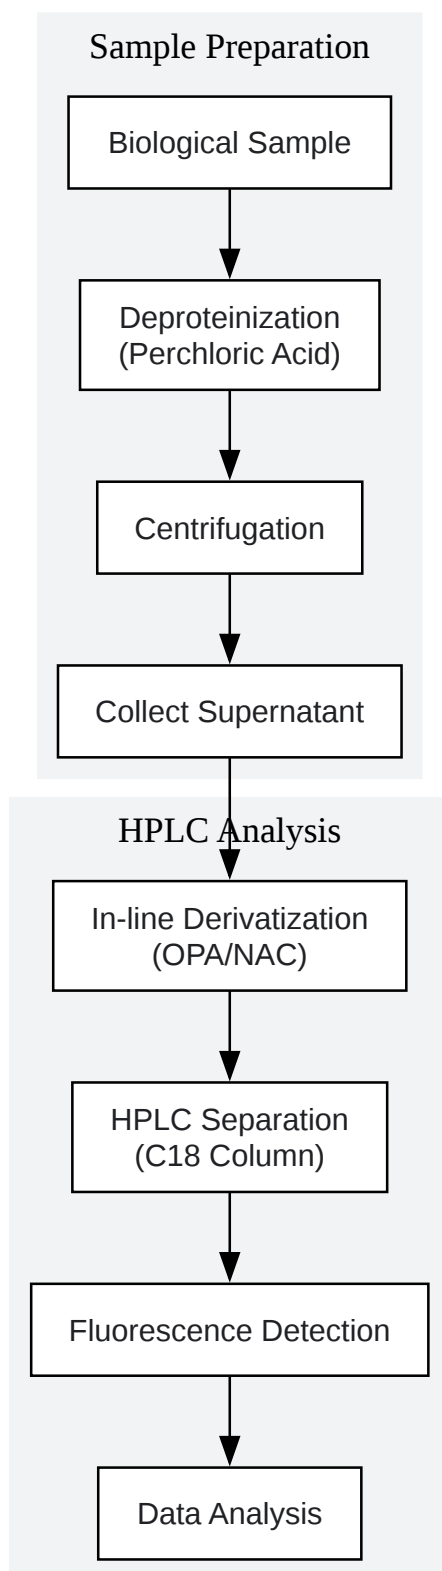 Sample Preparation
Biological Sample
Deproteinization
(Perchloric Acid)
Centrifugation
Collect Supernatant
HPLC Analysis
In-line Derivatization
(OPA/NAC)
HPLC Separation
(C18 Column)
Fluorescence Detection
Data Analysis